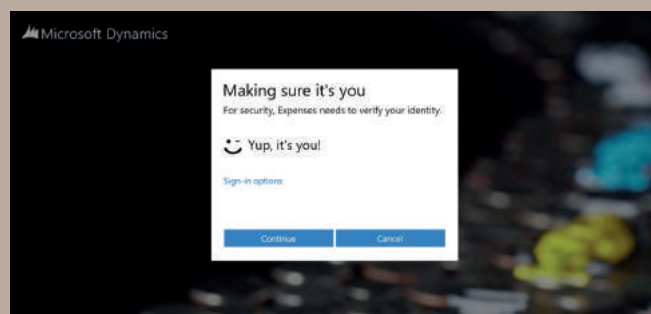 Microsoft Dynamics
Making sure it's you
For security, Expenses needs to verify your identity.
Yup, it's you!
Sign-in options
Continue
Cancel